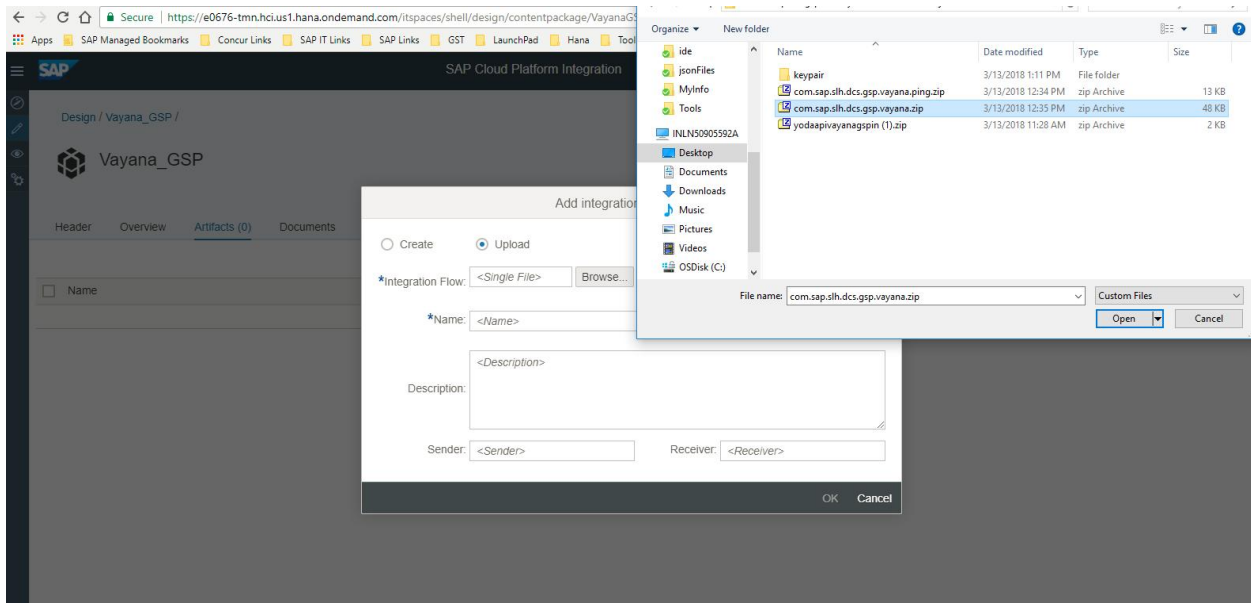 Secure https://e0676-tmn.hci.us1.hana.ondemand.com/itspaces/shell/design/contentpackage/VayanaGS
Apps SAP Managed Bookmarks Concur Links SAP IT Links SAP Links GST LaunchPad Hana Tool
SAP SAP Cloud Platform Integration
Design / Vayana_GSP /
Vayana_GSP
Header Overview Artifacts (0) Documents
Name
Add integration
Create Upload
*Integration Flow: <Single File> Browse...
*Name: <Name>
Description: <Description>
Sender: <Sender> Receiver: <Receiver>
OK Cancel
Organize New folder
Name Date modified Type Size
ide
jsonFiles
MyInfo
Tools
INLN50905592A
Desktop
Documents
Downloads
Music
Pictures
Videos
OSDisk (C:)
keypair 3/13/2018 1:11 PM File folder
com.sap.slh.dcs.gsp.vayana.ping.zip 3/13/2018 12:34 PM zip Archive 13 KB
com.sap.slh.dcs.gsp.vayana.zip 3/13/2018 12:35 PM zip Archive 48 KB
yodaapivayanagspin (1).zip 3/13/2018 11:28 AM zip Archive 2 KB
File name: com.sap.slh.dcs.gsp.vayana.zip Custom Files
Open Cancel